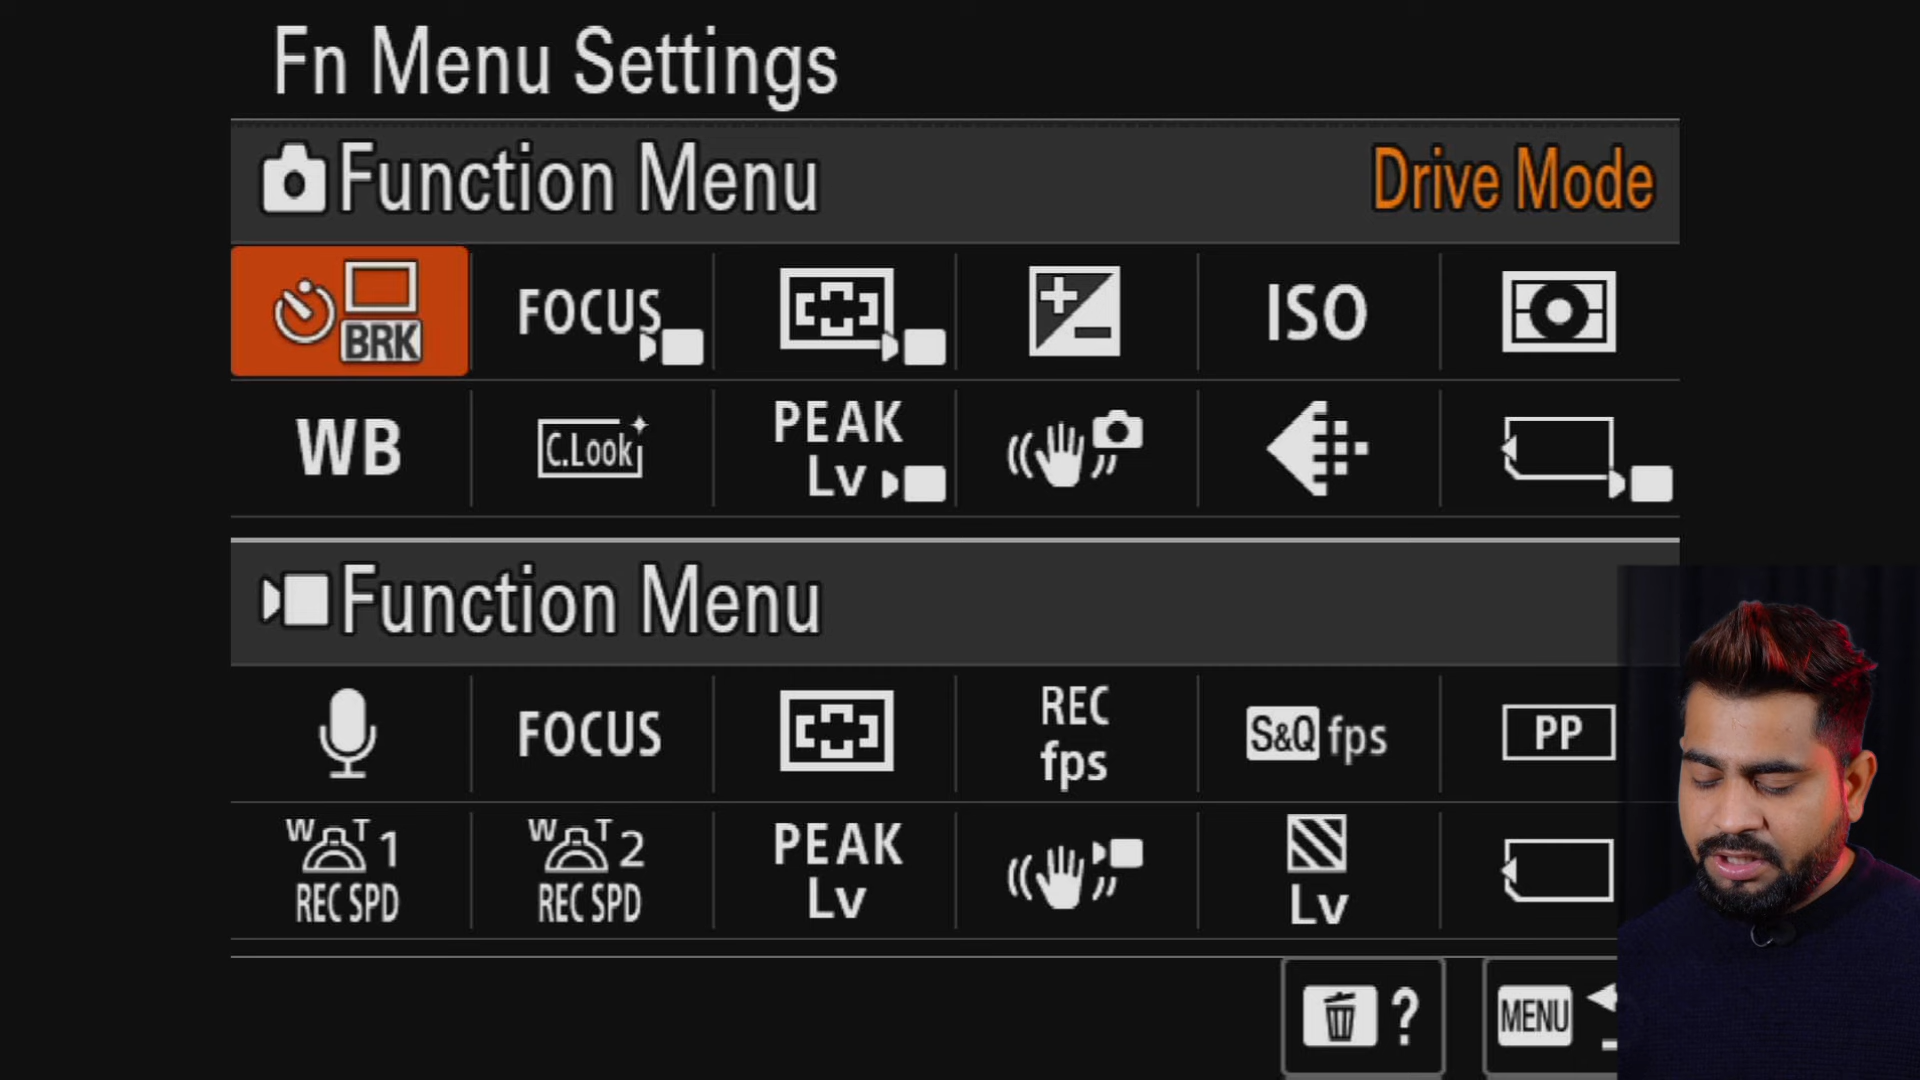 Fn Menu Settings
Function Menu Drive Mode
BRK FOCUS ISO
WB C.Look PEAK Lv
Function Menu
FOCUS REC fps S&Q fps PP
W T 1 REC SPD W T 2 REC SPD PEAK Lv Lv
? MENU